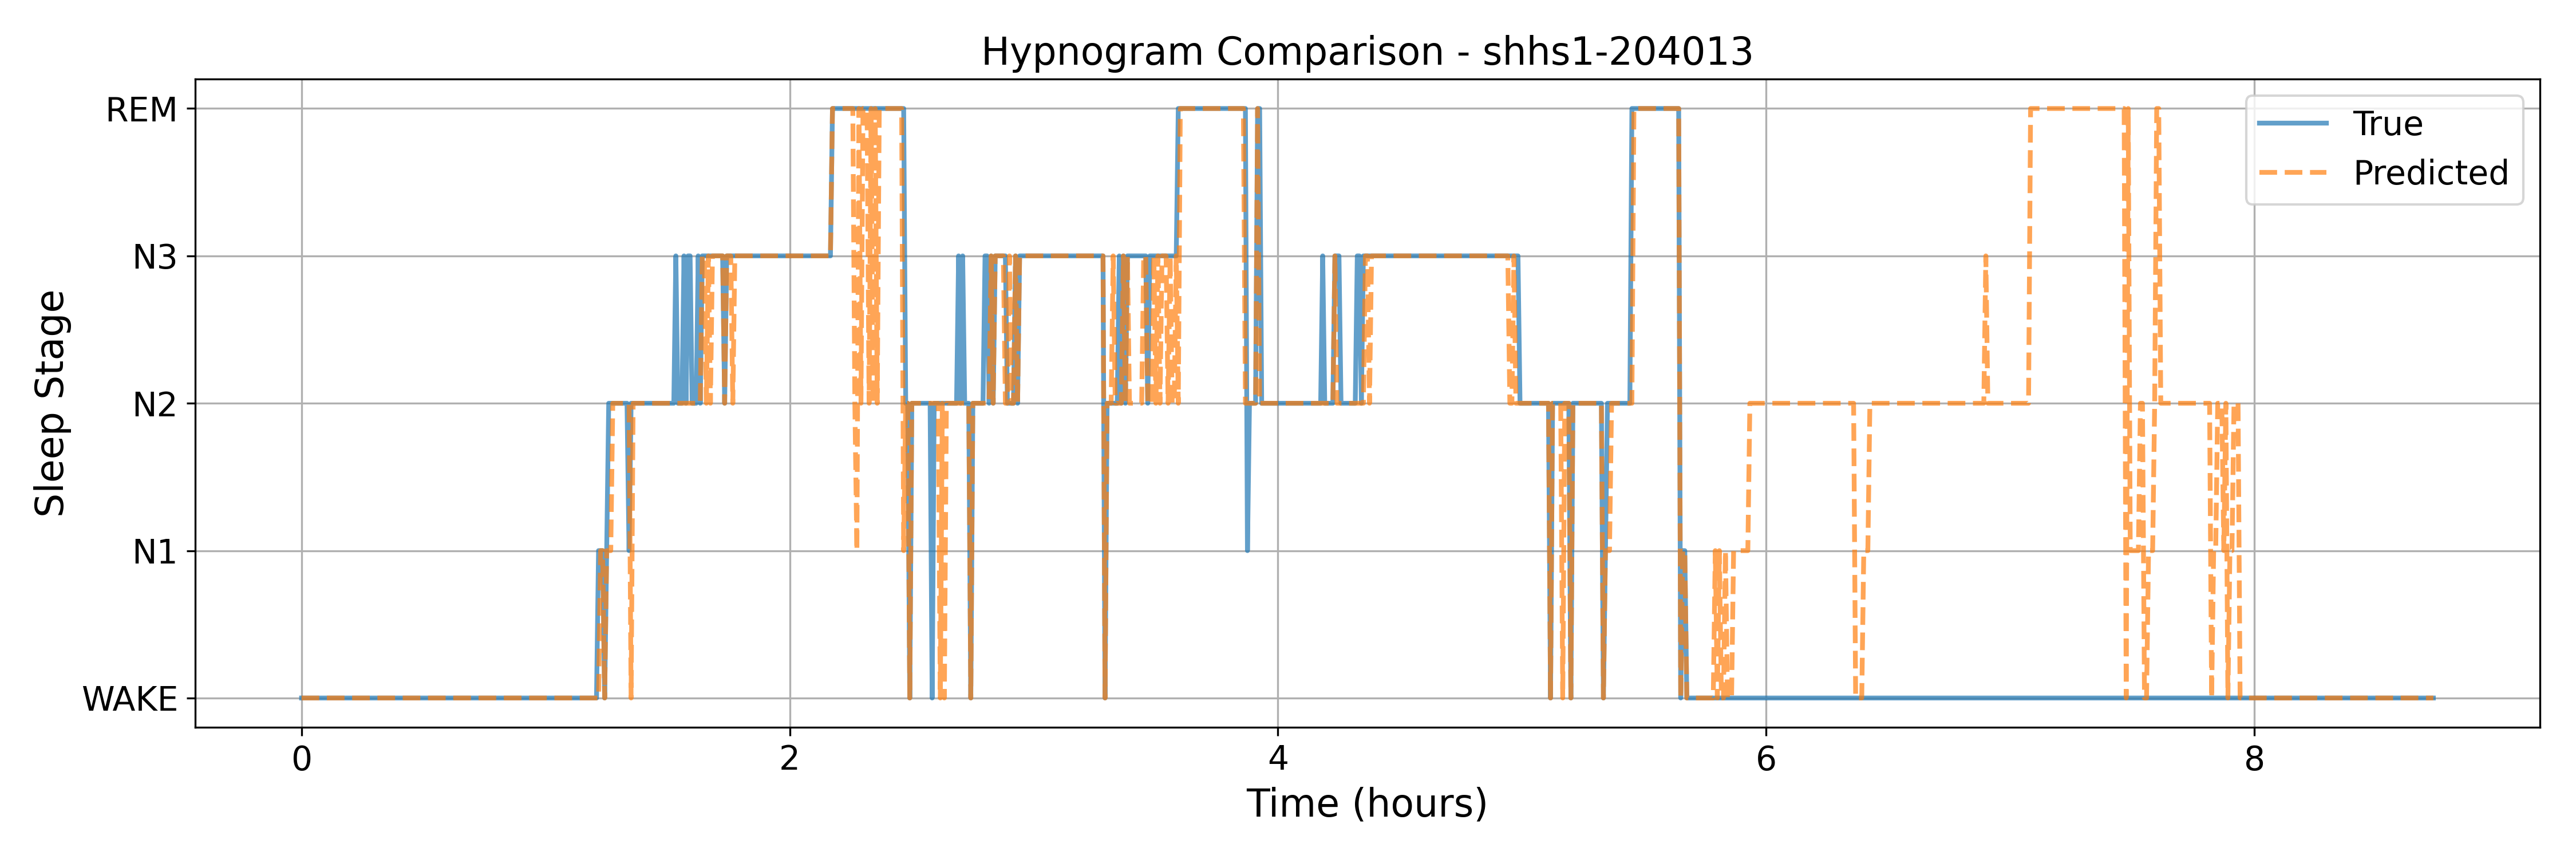 Hypnogram Comparison - shhs1-204013
REM
N3
N2
N1
WAKE
Sleep Stage
True
Predicted
0
2
4
6
8
Time (hours)